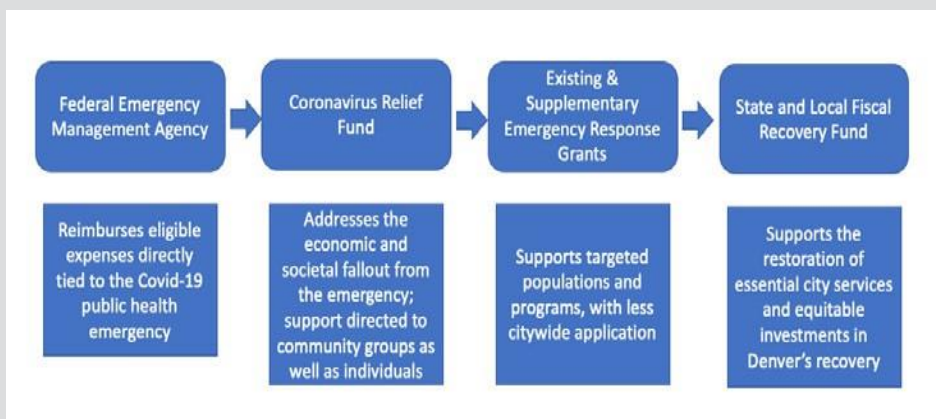 Federal Emergency
Management Agency
Coronavirus Relief
Fund
Existing &
Supplementary
Emergency Response
Grants
State and Local Fiscal
Recovery Fund
Reimburses eligible
expenses directly
tied to the Covid-19
public health
emergency
Addresses the
economic and
societal fallout from
the emergency;
support directed to
community groups as
well as individuals
Supports targeted
populations and
programs, with less
citywide application
Supports the
restoration of
essential city services
and equitable
investments in
Denver's recovery